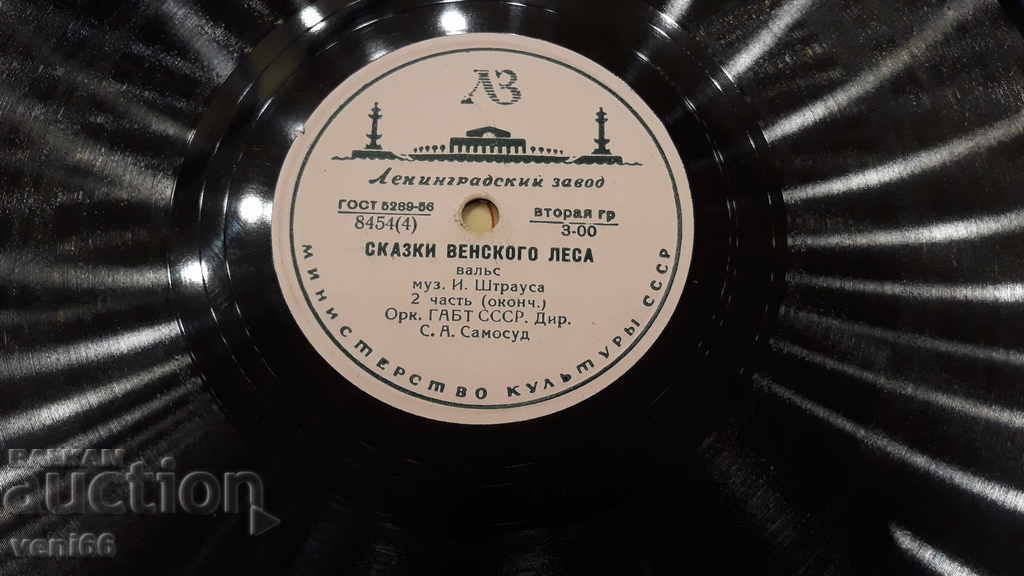 ЛЗ
Ленинградский завод
ГОСТ 5289-56
8454(4)
вторая гр
3-00
СКАЗКИ ВЕНСКОГО ЛЕСА
вальс
муз. И. Штрауса
2 часть (оконч.)
Орк. ГАБТ СССР. Дир.
С. А. Самосуд
МИНИСТЕРСТВО КУЛЬТУРЫ СССР
BALKAN
auction
veni66